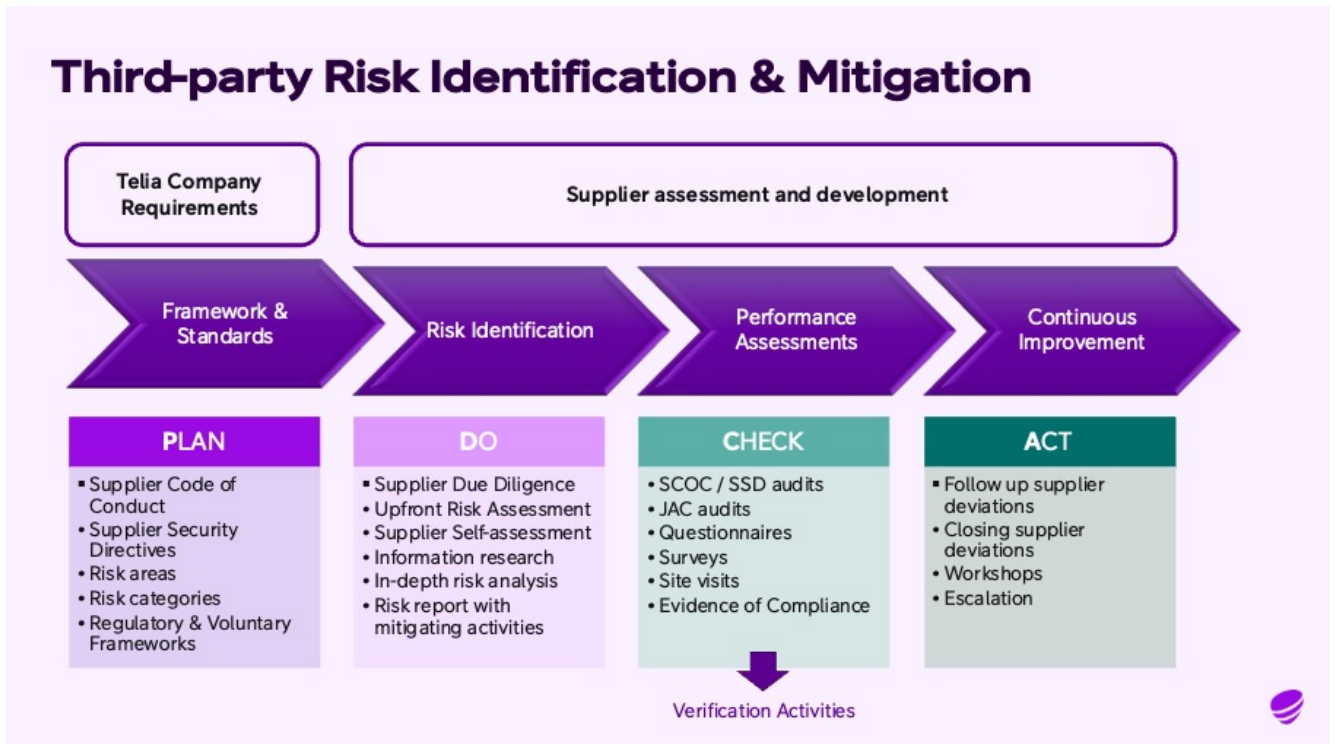 Third-party Risk Identification & Mitigation
Telia Company
Requirements
Supplier assessment and development
Framework &
Standards
Risk Identification
Performance
Assessments
Continuous
Improvement
PLAN
▪ Supplier Code of
Conduct
• Supplier Security
Directives
• Risk areas
• Risk categories
• Regulatory & Voluntary
Frameworks
DO
▪ Supplier Due Diligence
• Upfront Risk Assessment
• Supplier Self-assessment
• Information research
• In-depth risk analysis
• Risk report with
mitigating activities
CHECK
• SCOC / SSD audits
• JAC audits
• Questionnaires
• Surveys
• Site visits
• Evidence of Compliance
Verification Activities
ACT
▪ Follow up supplier
deviations
• Closing supplier
deviations
• Workshops
• Escalation